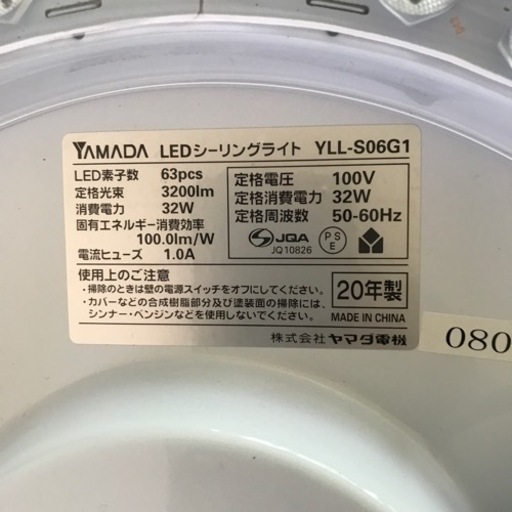 YAMADA LEDシーリングライト YLL-S06G1
LED素子数 63pcs
定格光束 3200lm
消費電力 32W
固有エネルギー消費効率
100.0lm/W
電流ヒューズ 1.0A
定格電圧 100V
定格消費電力 32W
定格周波数 50-60Hz
JQA
JQ10826
PS
E
使用上のご注意
・掃除のときは壁の電源スイッチをオフにしてください。
・カバーなどの合成樹脂部分及び塗装面の掃除には、
シンナー・ベンジンなどを使用しないでください。
20年製
MADE IN CHINA
株式会社 ヤマダ電機
080